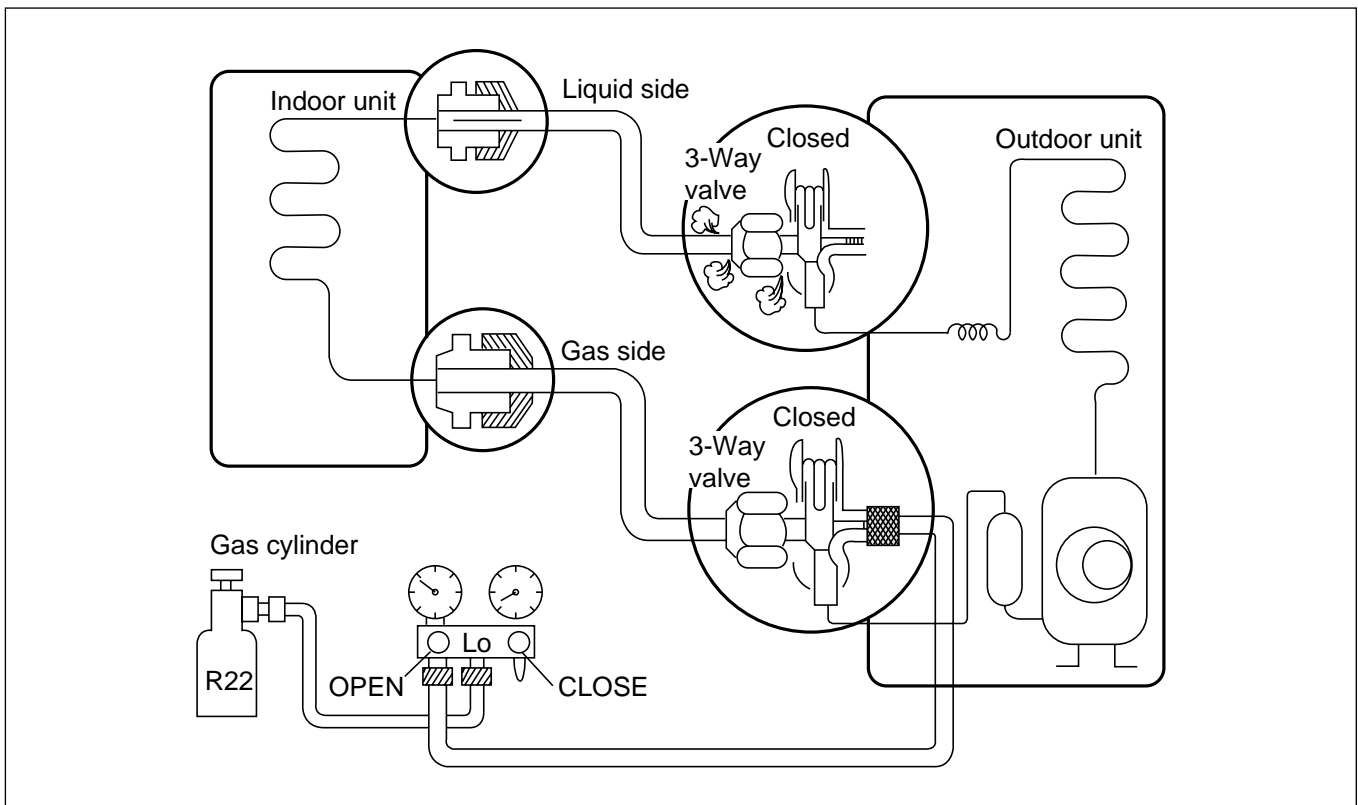 Indoor unit
Liquid side
Closed
3-Way
valve
Outdoor unit
Gas side
Closed
3-Way
valve
Gas cylinder
Lo
R22
OPEN
CLOSE